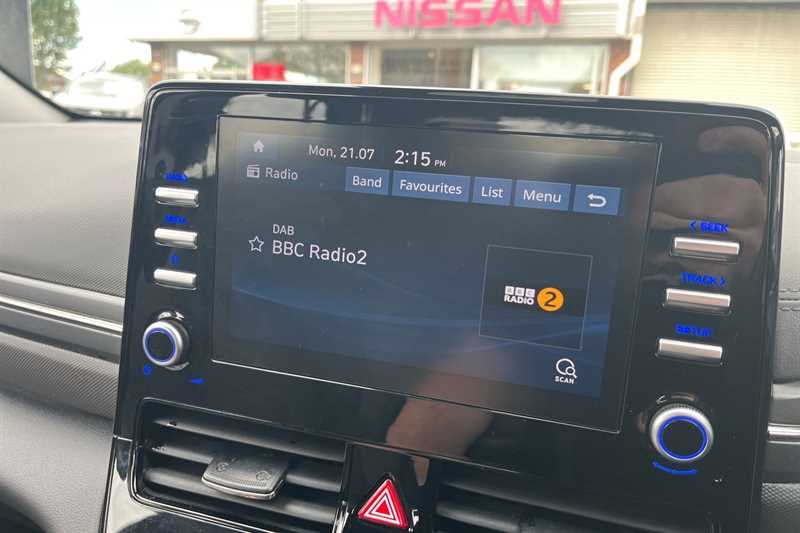 NISSAN
Mon, 21.07 2:15 PM
Radio
Band Favourites List Menu
DAB
BBC Radio2
BBC
RADIO 2
SCAN
< SEEK
TRACK >
SETUP